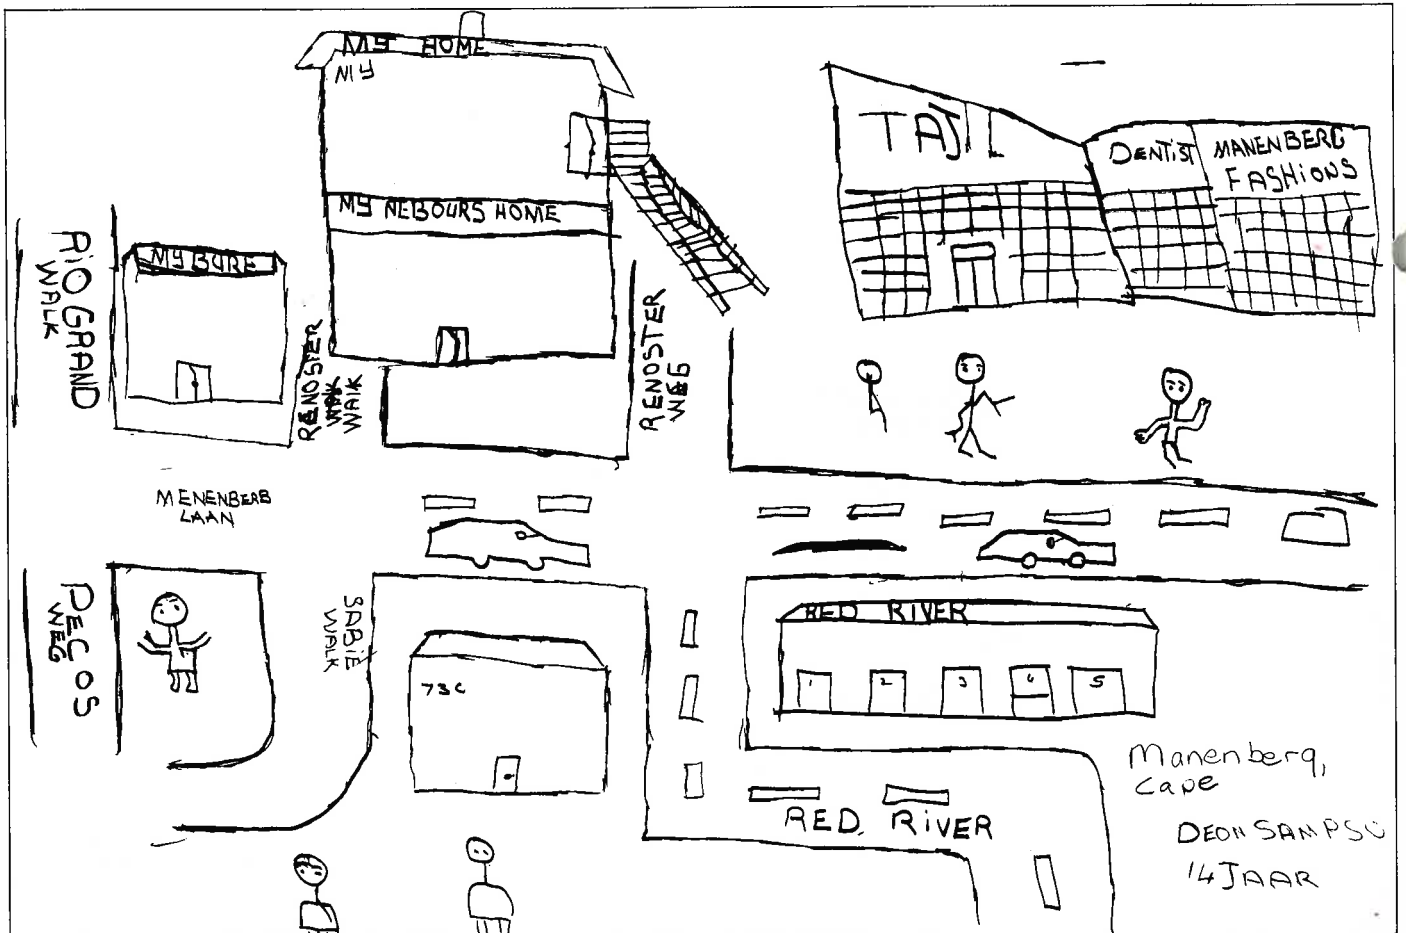 MY HOME
MY
TAJ
DENTIST
MANENBERG
FASHIONS
MY NEBOURS HOME
MY BURE
RIO GRAND
WALK
RENOSTER
WALK
RENOSTER
WEG
MENENBERB
LAAN
PECOS
WEG
SABIE
WALK
73C
RED RIVER
1 2 3 4 5
RED RIVER
Manenberg,
Cape
DEON SAMPSO
14 JAAR